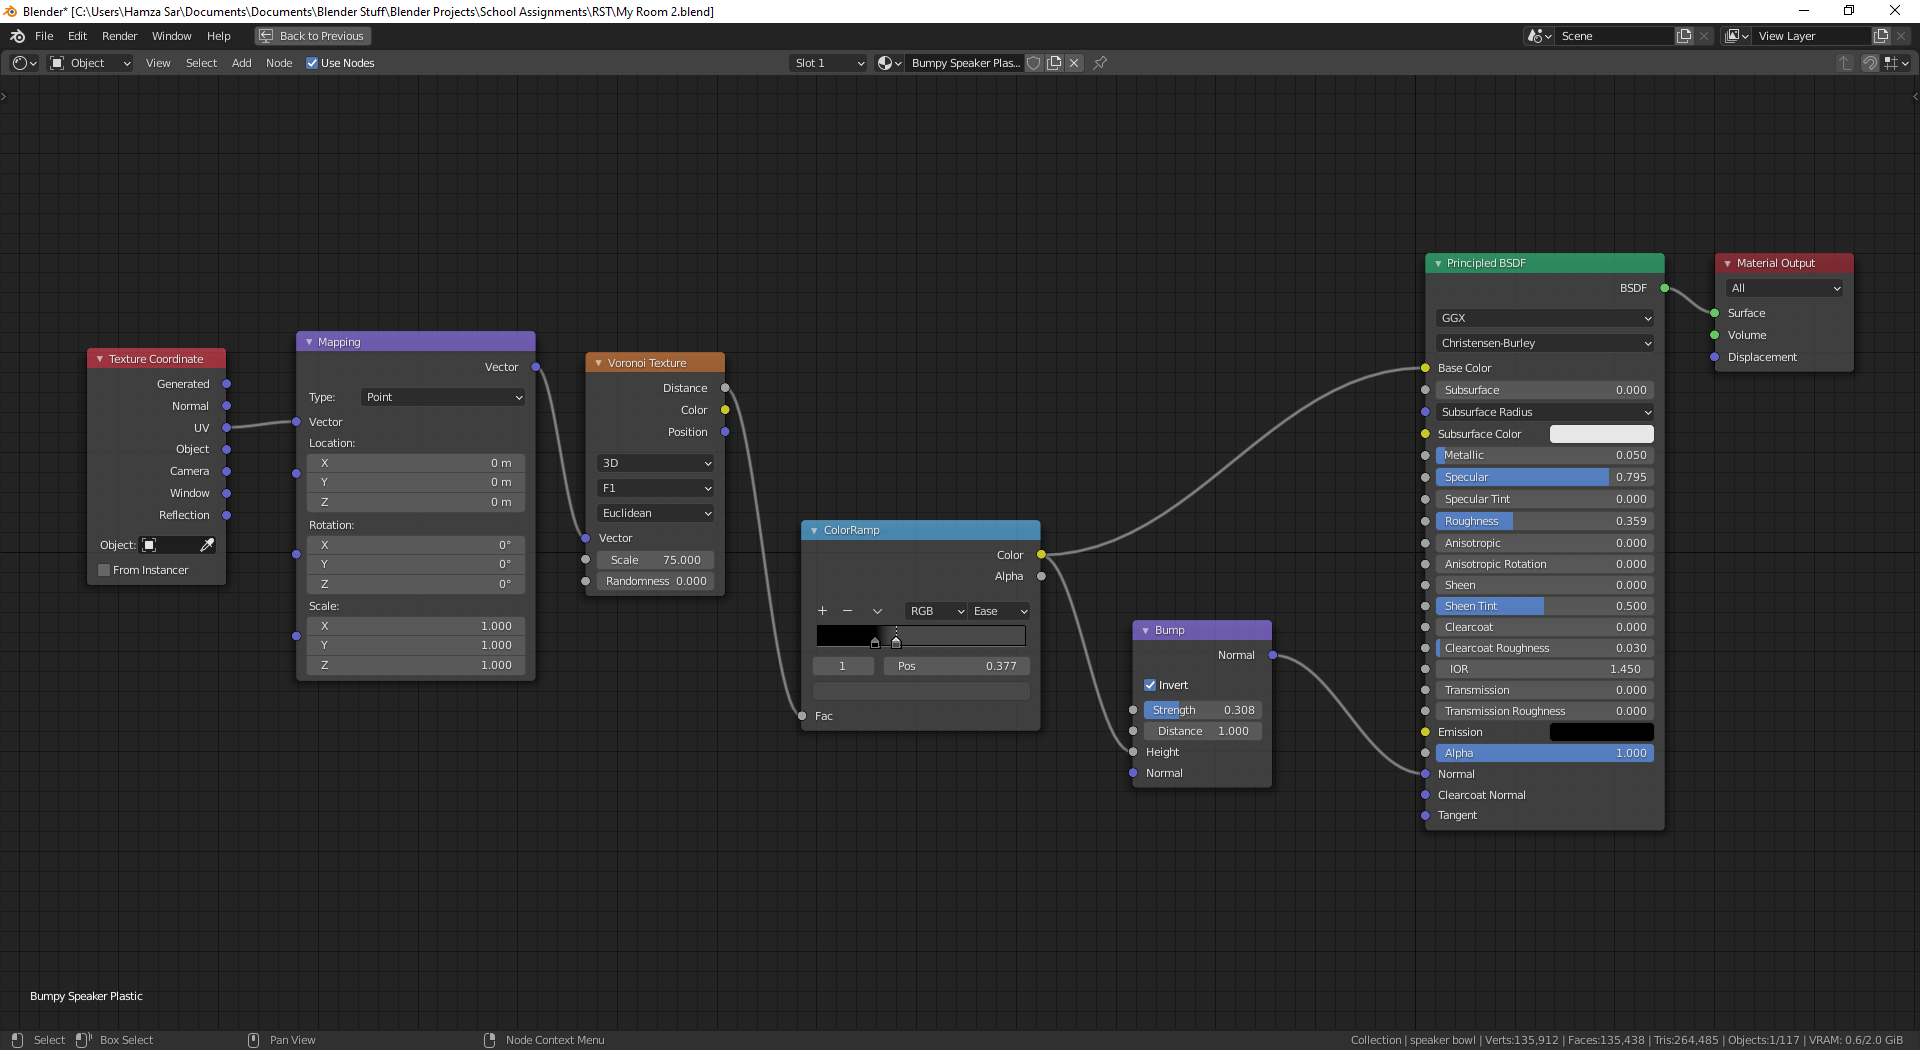 Blender* [C:\Users\Hamza Sar\Documents\Documents\Blender Stuff\Blender Projects\School Assignments\RST\My Room 2.blend]
File Edit Render Window Help Back to Previous Scene View Layer
Object View Select Add Node Use Nodes Slot 1 Bumpy Speaker Plas...
Texture Coordinate
Generated
Normal
UV
Object
Camera
Window
Reflection
Object:
From Instancer
Mapping
Vector
Type: Point
Vector
Location:
X 0 m
Y 0 m
Z 0 m
Rotation:
X 0°
Y 0°
Z 0°
Scale:
X 1.000
Y 1.000
Z 1.000
Voronoi Texture
Distance
Color
Position
3D
F1
Euclidean
Vector
Scale 75.000
Randomness 0.000
ColorRamp
Color
Alpha
RGB Ease
1 Pos 0.377
Fac
Bump
Normal
Invert
Strength 0.308
Distance 1.000
Height
Normal
Principled BSDF
BSDF
GGX
Christensen-Burley
Base Color
Subsurface 0.000
Subsurface Radius
Subsurface Color
Metallic 0.050
Specular 0.795
Specular Tint 0.000
Roughness 0.359
Anisotropic 0.000
Anisotropic Rotation 0.000
Sheen 0.000
Sheen Tint 0.500
Clearcoat 0.000
Clearcoat Roughness 0.030
IOR 1.450
Transmission 0.000
Transmission Roughness 0.000
Emission
Alpha 1.000
Normal
Clearcoat Normal
Tangent
Material Output
All
Surface
Volume
Displacement
Bumpy Speaker Plastic
Select Box Select Pan View Node Context Menu Collection | speaker bowl | Verts:135,912 | Faces:135,438 | Tris:264,485 | Objects:1/117 | VRAM: 0.6/2.0 GiB